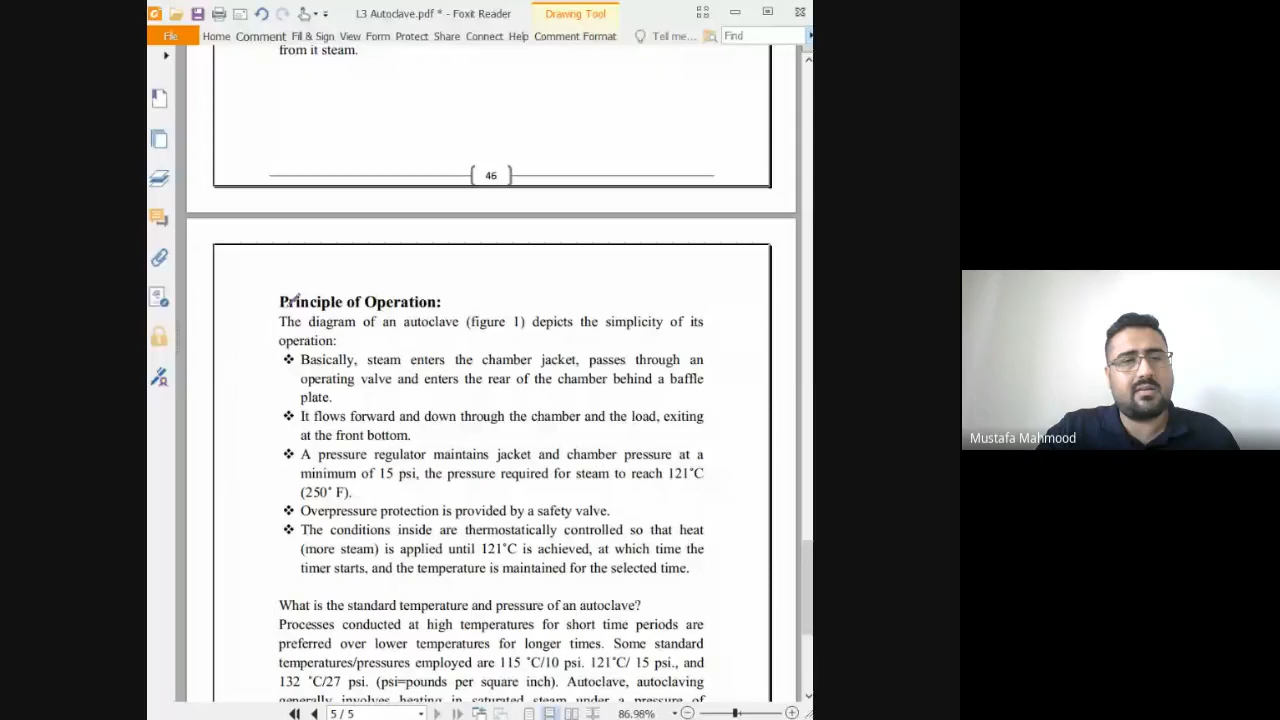 L3 Autoclave.pdf * - Foxit Reader
Drawing Tool
File Home Comment Fill & Sign View Form Protect Share Connect Help Comment Format Tell me... Find
from it steam.
46
Principle of Operation:
The diagram of an autoclave (figure 1) depicts the simplicity of its
operation:
❖ Basically, steam enters the chamber jacket, passes through an
operating valve and enters the rear of the chamber behind a baffle
plate.
❖ It flows forward and down through the chamber and the load, exiting
at the front bottom.
❖ A pressure regulator maintains jacket and chamber pressure at a
minimum of 15 psi, the pressure required for steam to reach 121˚C
(250˚ F).
❖ Overpressure protection is provided by a safety valve.
❖ The conditions inside are thermostatically controlled so that heat
(more steam) is applied until 121˚C is achieved, at which time the
timer starts, and the temperature is maintained for the selected time.
What is the standard temperature and pressure of an autoclave?
Processes conducted at high temperatures for short time periods are
preferred over lower temperatures for longer times. Some standard
temperatures/pressures employed are 115 ˚C/10 psi. 121˚C/ 15 psi., and
132 ˚C/27 psi. (psi=pounds per square inch). Autoclave, autoclaving
generally involves heating in saturated steam under a pressure of
Mustafa Mahmood
5 / 5
86.98%